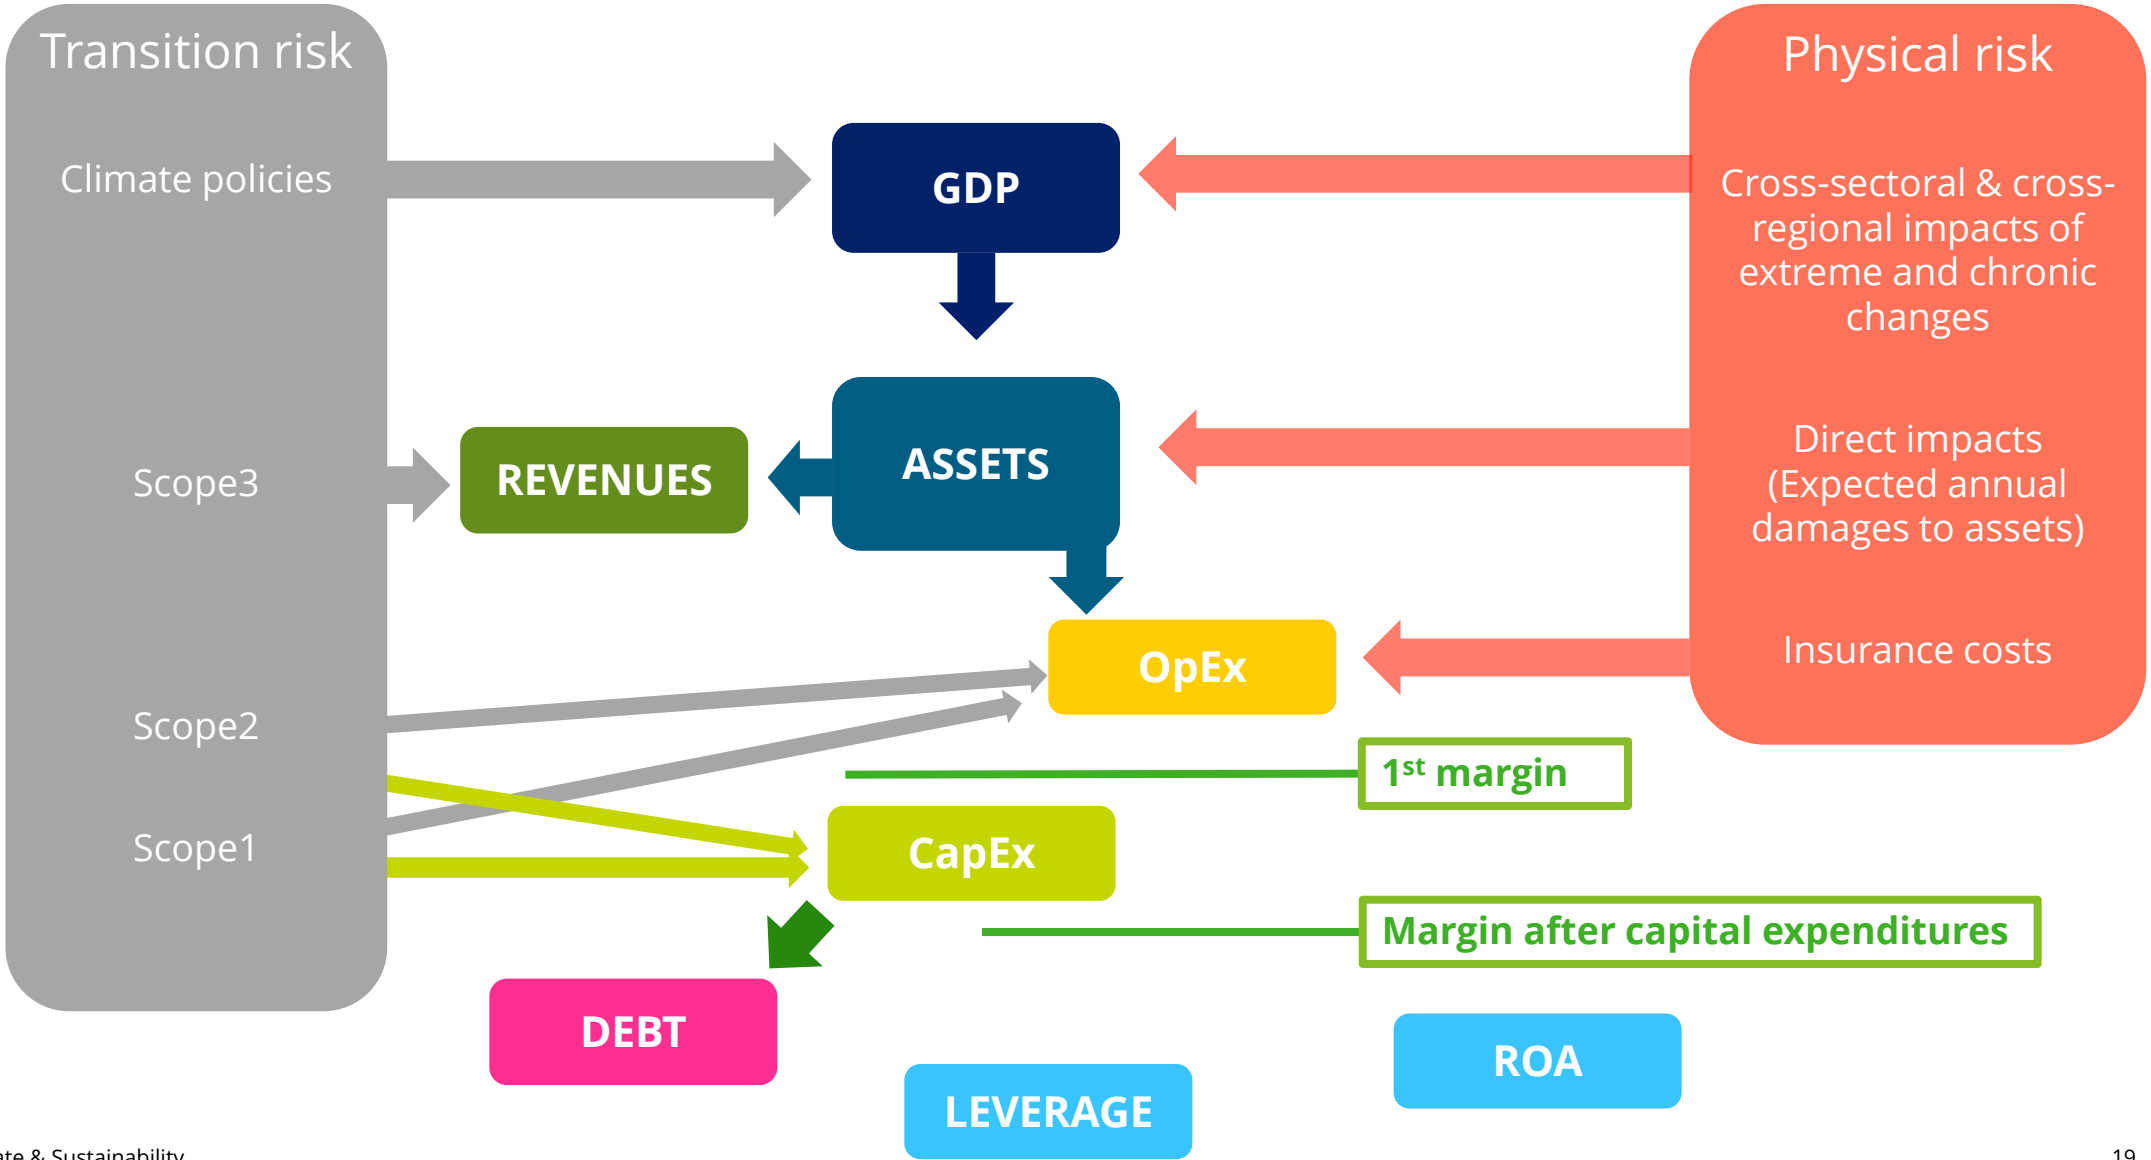 Transition risk
Physical risk
Climate policies
GDP
Cross-sectoral & cross-
regional impacts of
extreme and chronic
changes
Scope3
REVENUES
ASSETS
Direct impacts
(Expected annual
damages to assets)
OpEx
Insurance costs
Scope2
1st margin
Scope1
CapEx
Margin after capital expenditures
DEBT
ROA
LEVERAGE
& Sustainability
19